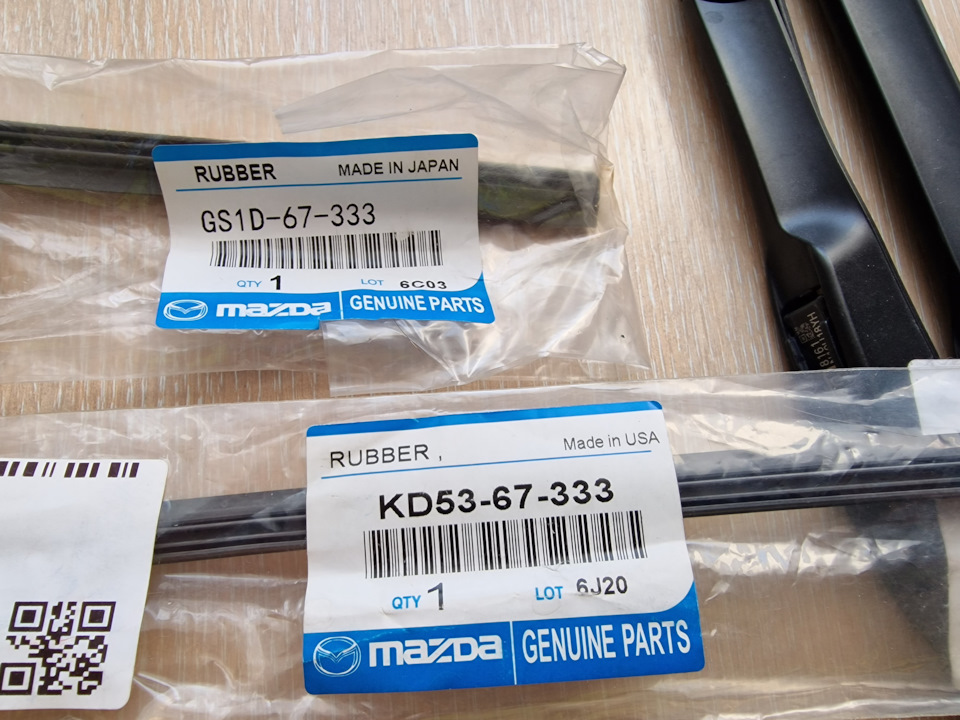 RUBBER MADE IN JAPAN
GS1D-67-333
QTY 1 LOT 6C03
mazda GENUINE PARTS
RUBBER , Made in USA
KD53-67-333
QTY 1 LOT 6J20
mazda GENUINE PARTS